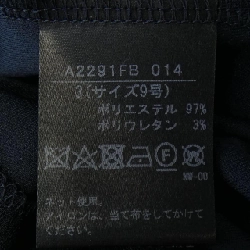 A2291FB 014
3(サイズ9号)
ポリエステル 97%
ポリウレタン 3%
NW-DD
ネット使用。
アイロンは、当て布をしてかけて
ください。